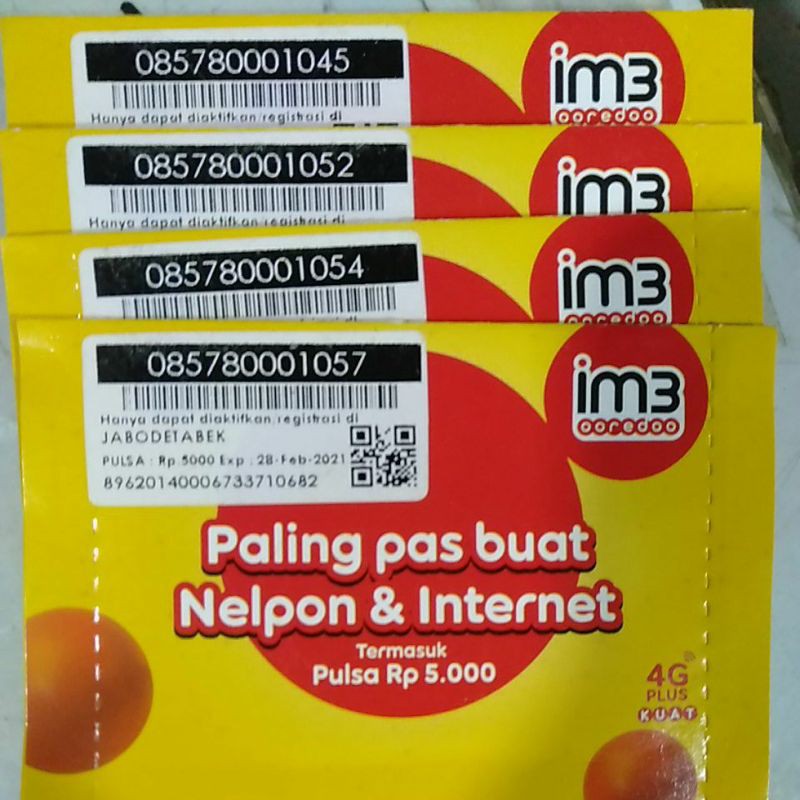 085780001045
Hanya dapat diaktifkan/registrasi di
im3
ooredoo
085780001052
Hanya dapat diaktifkan registrasi di
im3
085780001054
im3
ooredoo
085780001057
Hanya dapat diaktifkan/registrasi di
JABODETABEK
PULSA : Rp.5000 Exp : 28-Feb-2021
89620140006733710682
im3
ooredoo
Paling pas buat
Nelpon & Internet
Termasuk
Pulsa Rp 5.000
4G
PLUS
KUAT